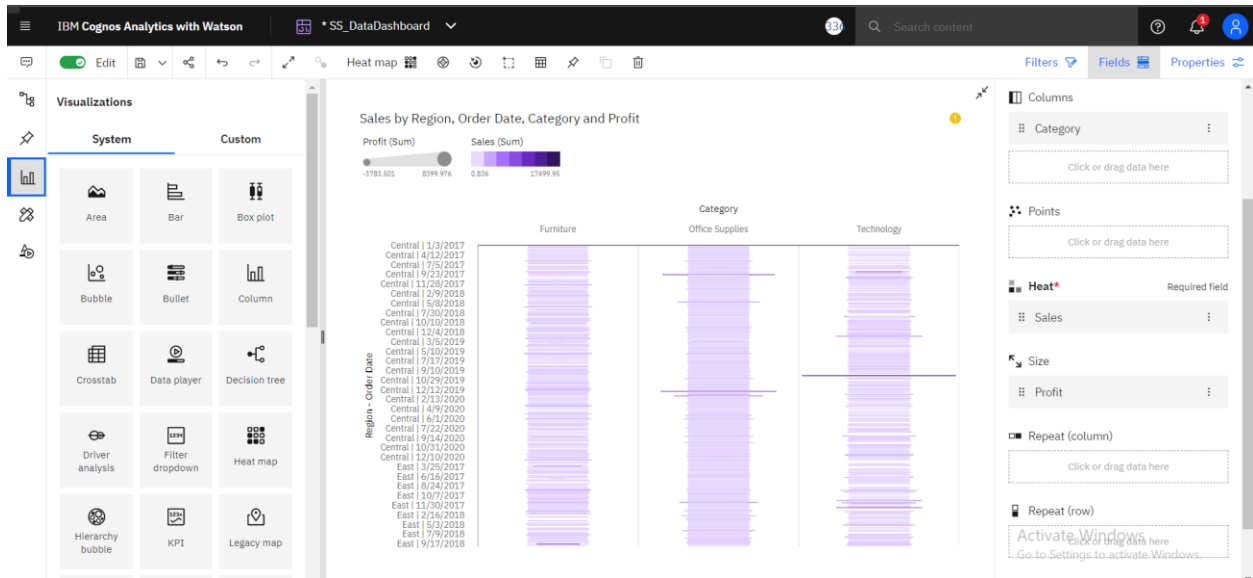 IBM Cognos Analytics with Watson
* SS_DataDashboard
Search content
1
Edit
Heat map
Filters
Fields
Properties
Visualizations
System
Custom
Area
Bar
Box plot
Bubble
Bullet
Column
Crosstab
Data player
Decision tree
Driver
analysis
Filter
dropdown
Heat map
Hierarchy
bubble
KPI
Legacy map
Sales by Region, Order Date, Category and Profit
Profit (Sum)
Sales (Sum)
-3783.501
8399.976
0.836
17499.95
Category
Furniture
Office Supplies
Technology
Region - Order Date
Central | 1/3/2017
Central | 4/12/2017
Central | 7/5/2017
Central | 9/23/2017
Central | 11/28/2017
Central | 2/9/2018
Central | 5/8/2018
Central | 7/30/2018
Central | 10/10/2018
Central | 12/4/2018
Central | 3/5/2019
Central | 5/10/2019
Central | 7/17/2019
Central | 9/10/2019
Central | 10/29/2019
Central | 12/12/2019
Central | 2/13/2020
Central | 4/9/2020
Central | 6/1/2020
Central | 7/22/2020
Central | 9/14/2020
Central | 10/31/2020
Central | 12/10/2020
East | 3/25/2017
East | 6/16/2017
East | 8/24/2017
East | 10/7/2017
East | 11/30/2017
East | 2/16/2018
East | 5/3/2018
East | 7/9/2018
East | 9/17/2018
Columns
Category
Click or drag data here
Points
Click or drag data here
Heat*
Required field
Sales
Size
Profit
Repeat (column)
Click or drag data here
Repeat (row)
Click or drag data here
Activate Windows
Go to Settings to activate Windows.